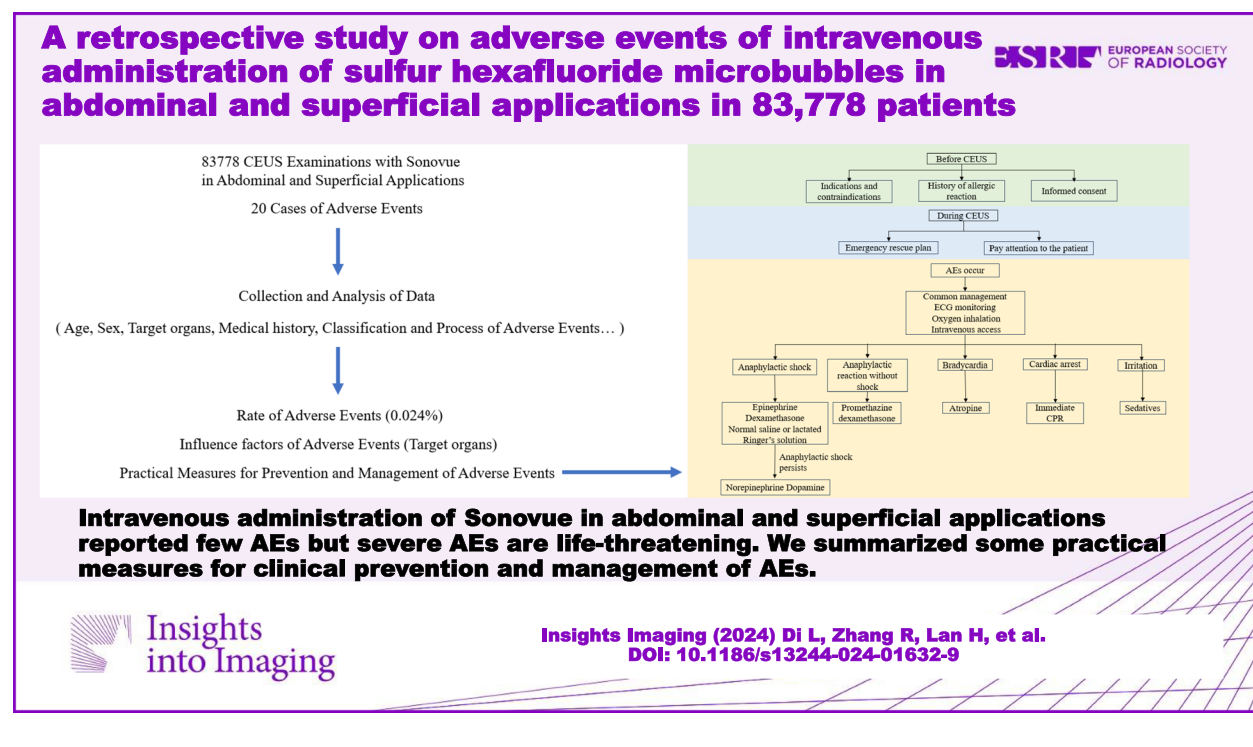 A retrospective study on adverse events of intravenous
administration of sulfur hexafluoride microbubbles in
abdominal and superficial applications in 83,778 patients
ESR
EUROPEAN SOCIETY
OF RADIOLOGY
83778 CEUS Examinations with Sonovue
in Abdominal and Superficial Applications
20 Cases of Adverse Events
Collection and Analysis of Data
( Age, Sex, Target organs, Medical history, Classification and Process of Adverse Events… )
Rate of Adverse Events (0.024%)
Influence factors of Adverse Events (Target organs)
Practical Measures for Prevention and Management of Adverse Events
Before CEUS
Indications and
contraindications
History of allergic
reaction
Informed consent
During CEUS
Emergency rescue plan
Pay attention to the patient
AEs occur
Common management
ECG monitoring
Oxygen inhalation
Intravenous access
Anaphylactic shock
Anaphylactic
reaction without
shock
Bradycardia
Cardiac arrest
Irritation
Epinephrine
Dexamethasone
Normal saline or lactated
Ringer's solution
Promethazine
dexamethasone
Atropine
Immediate
CPR
Sedatives
Anaphylactic shock
persists
Norepinephrine Dopamine
Intravenous administration of Sonovue in abdominal and superficial applications
reported few AEs but severe AEs are life-threatening. We summarized some practical
measures for clinical prevention and management of AEs.
Insights
into Imaging
Insights Imaging (2024) Di L, Zhang R, Lan H, et al.
DOI: 10.1186/s13244-024-01632-9